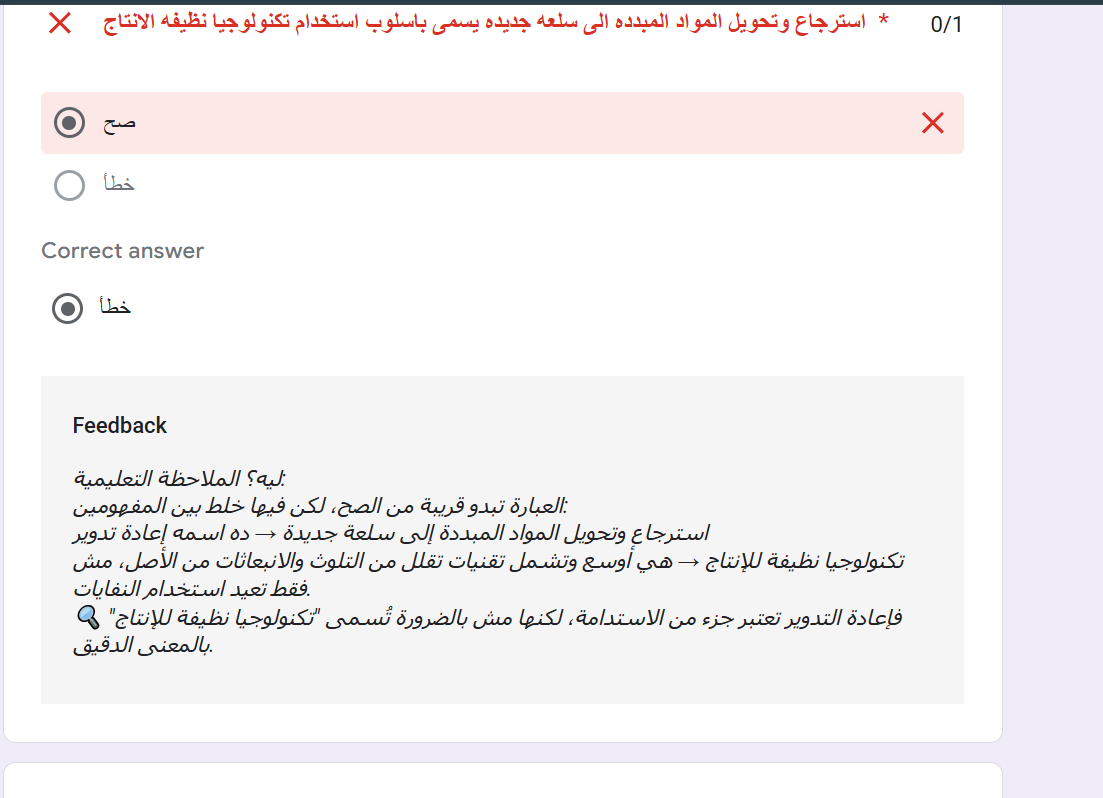 استرجاع وتحويل المواد المبدده الى سلعه جديده يسمى باسلوب استخدام تكنولوجيا نظيفه الانتاج *
0/1
صح
خطأ
Correct answer
خطأ
Feedback
ليه؟ الملاحظة التعليمية:
العبارة تبدو قريبة من الصح، لكن فيها خلط بين المفهومين:
استرجاع وتحويل المواد المبددة إلى سلعة جديدة → ده اسمه إعادة تدوير
تكنولوجيا نظيفة للإنتاج → هي أوسع وتشمل تقنيات تقلل من التلوث والانبعاثات من الأصل، مش
فقط تعيد استخدام النفايات.
فإعادة التدوير تعتبر جزء من الاستدامة، لكنها مش بالضرورة تُسمى "تكنولوجيا نظيفة للإنتاج" 🔍
بالمعنى الدقيق.